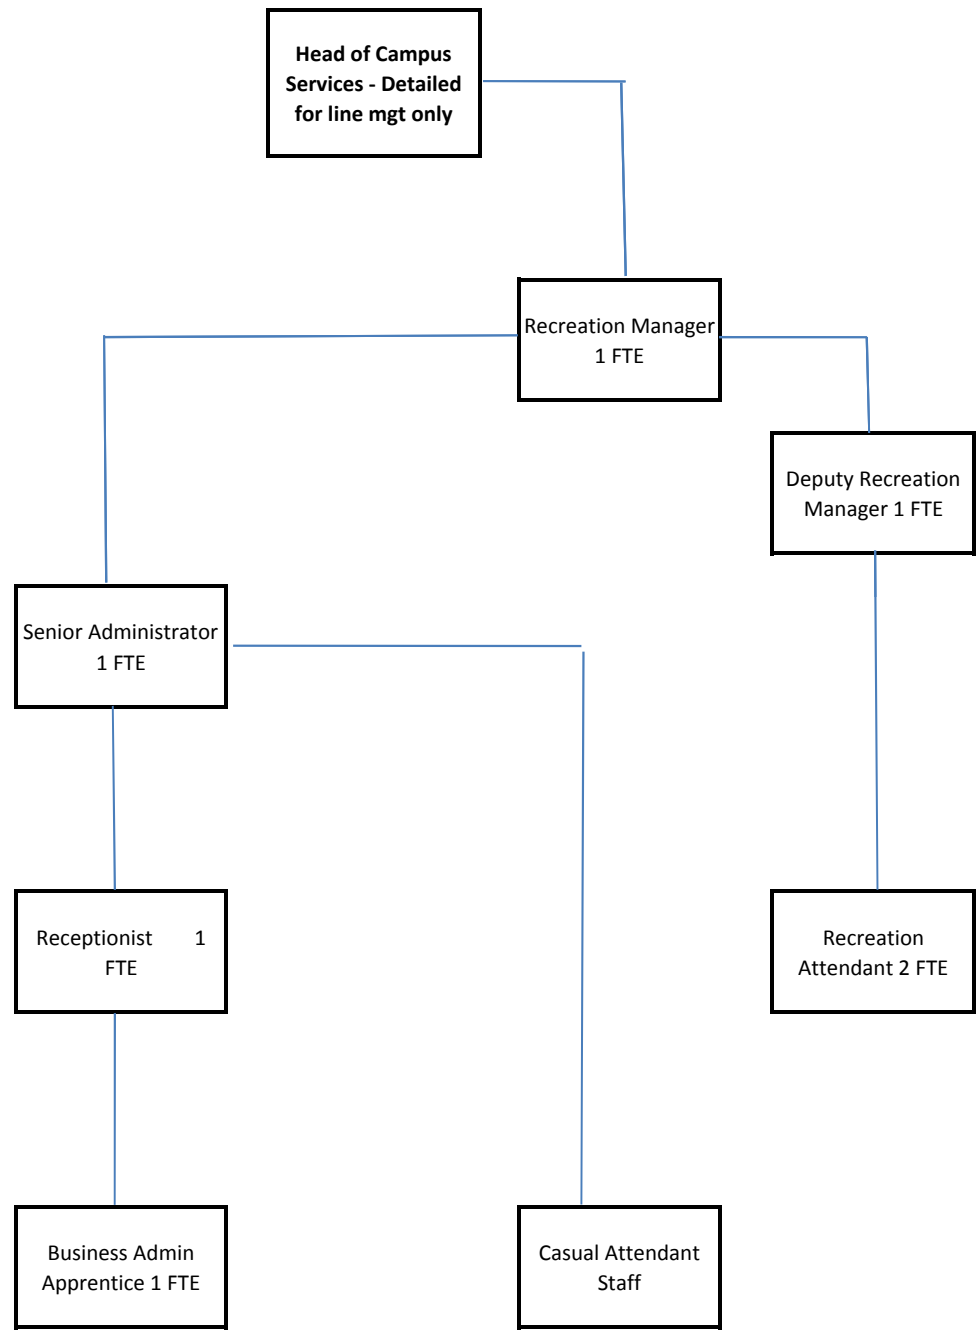 Head of Campus
Services - Detailed
for line mgt only
Recreation Manager
1 FTE
Deputy Recreation
Manager 1 FTE
Senior Administrator
1 FTE
Receptionist 1
FTE
Recreation
Attendant 2 FTE
Business Admin
Apprentice 1 FTE
Casual Attendant
Staff